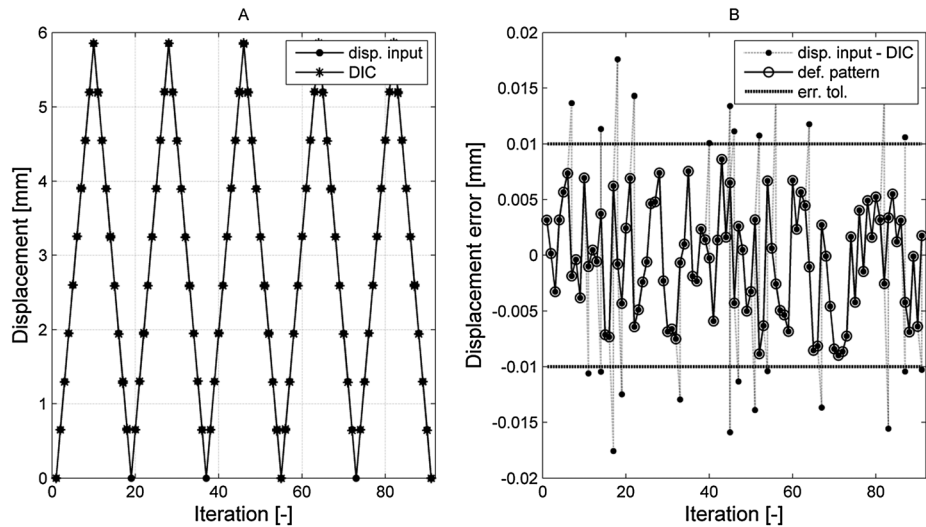 A
Displacement [mm]
6
5
4
3
2
1
0
disp. input
DIC
0
20
40
60
80
Iteration [-]
B
Displacement error [mm]
0.02
0.015
0.01
0.005
0
-0.005
-0.01
-0.015
-0.02
disp. input - DIC
def. pattern
err. tol.
0
20
40
60
80
Iteration [-]